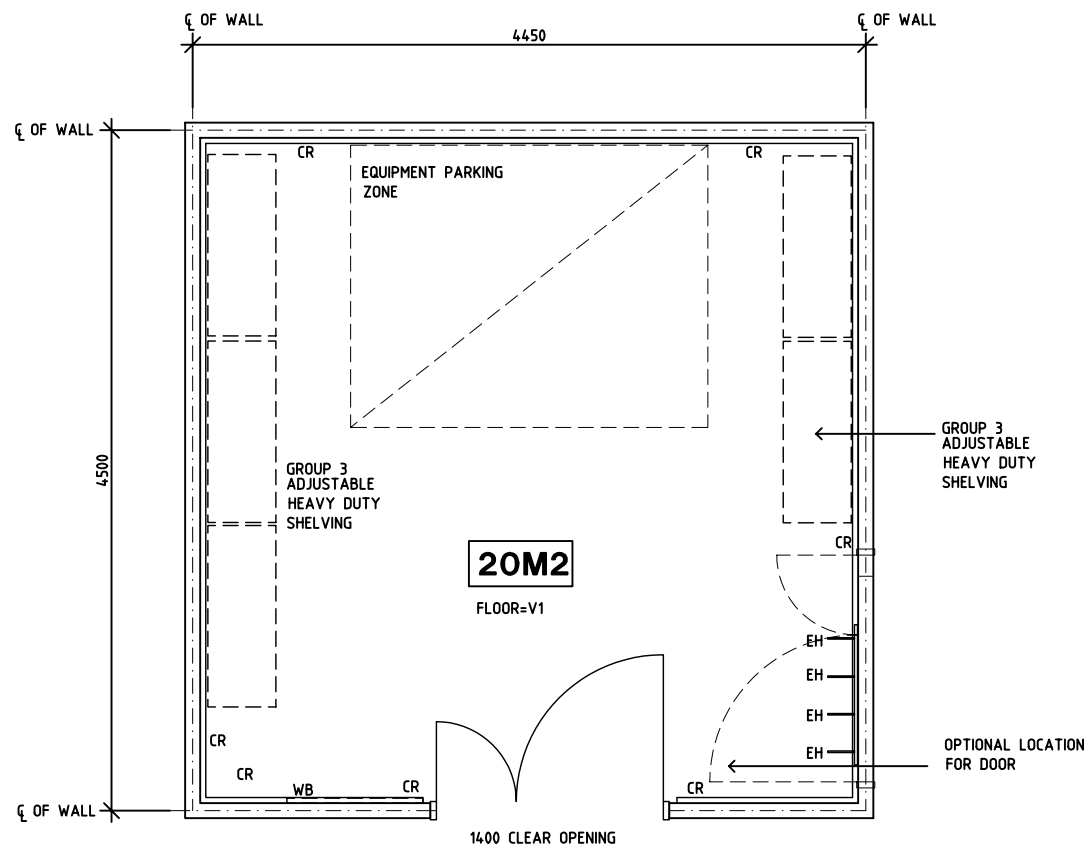 ℄ OF WALL
℄ OF WALL
4450
℄ OF WALL
CR
CR
EQUIPMENT PARKING
ZONE
4500
GROUP 3
ADJUSTABLE
HEAVY DUTY
SHELVING
GROUP 3
ADJUSTABLE
HEAVY DUTY
SHELVING
CR
20M2
FLOOR=V1
EH
EH
EH
EH
CR
CR
WB
CR
CR
OPTIONAL LOCATION
FOR DOOR
℄ OF WALL
1400 CLEAR OPENING